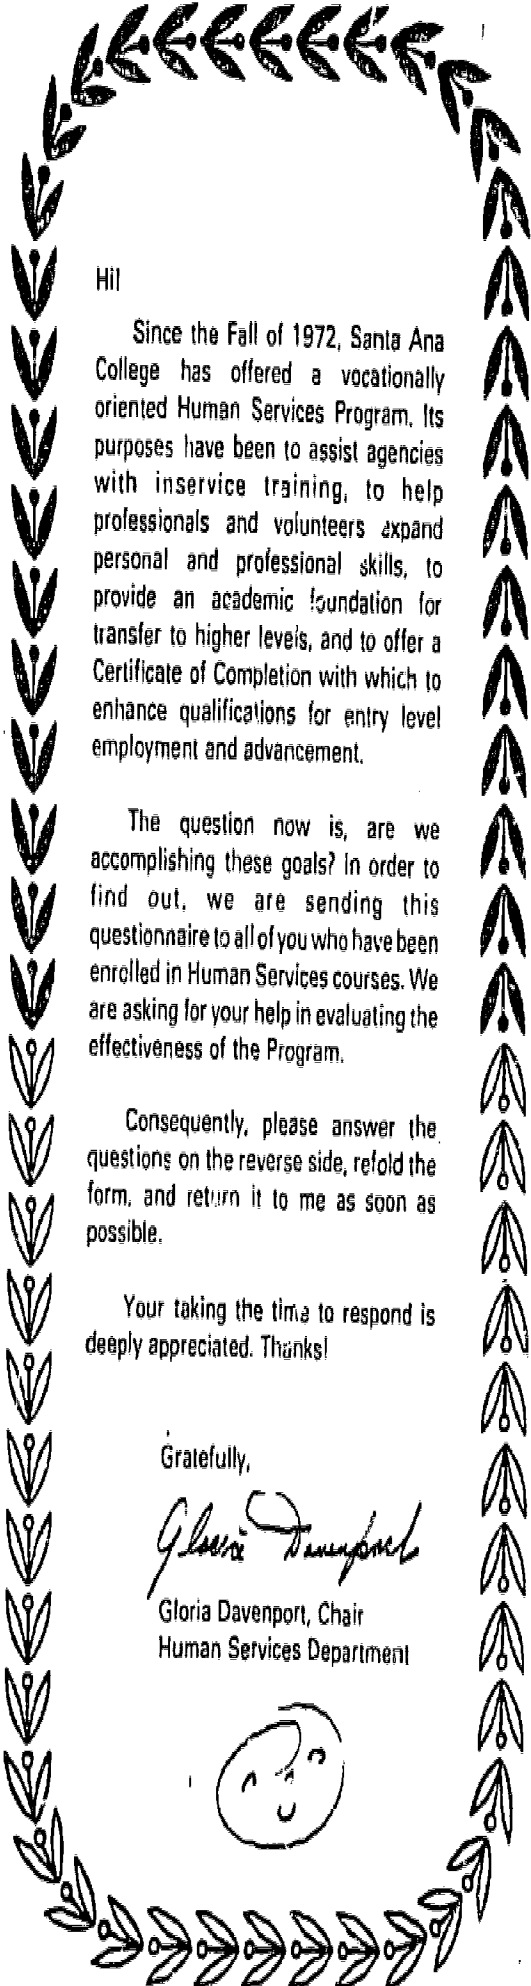 Hi!
Since the Fall of 1972, Santa Ana
College has offered a vocationally
oriented Human Services Program. Its
purposes have been to assist agencies
with inservice training, to help
professionals and volunteers expand
personal and professional skills, to
provide an academic foundation for
transfer to higher levels, and to offer a
Certificate of Completion with which to
enhance qualifications for entry level
employment and advancement.
The question now is, are we
accomplishing these goals? In order to
find out, we are sending this
questionnaire to all of you who have been
enrolled in Human Services courses. We
are asking for your help in evaluating the
effectiveness of the Program.
Consequently, please answer the
questions on the reverse side, refold the
form, and return it to me as soon as
possible.
Your taking the time to respond is
deeply appreciated. Thanks!
Gratefully,
Gloria Davenport
Gloria Davenport, Chair
Human Services Department